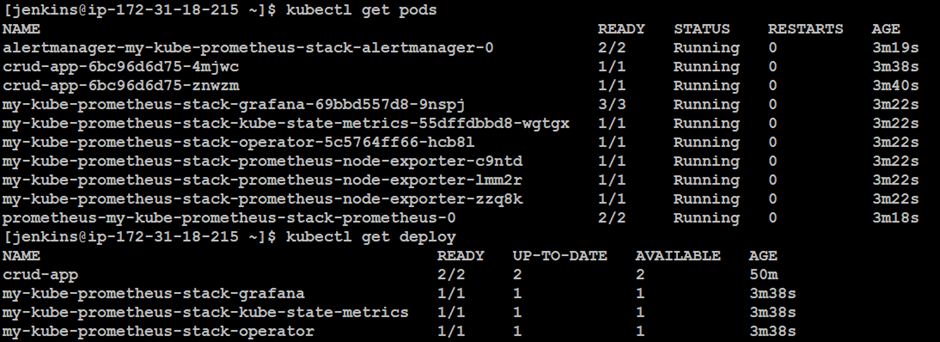 [jenkins@ip-172-31-18-215 ~]$ kubectl get pods
NAME READY STATUS RESTARTS AGE
alertmanager-my-kube-prometheus-stack-alertmanager-0 2/2 Running 0 3m19s
crud-app-6bc96d6d75-4mjwc 1/1 Running 0 3m38s
crud-app-6bc96d6d75-znwzm 1/1 Running 0 3m40s
my-kube-prometheus-stack-grafana-69bbd557d8-9nspj 3/3 Running 0 3m22s
my-kube-prometheus-stack-kube-state-metrics-55dffdbbd8-wgtgx 1/1 Running 0 3m22s
my-kube-prometheus-stack-operator-5c5764ff66-hcb8l 1/1 Running 0 3m22s
my-kube-prometheus-stack-prometheus-node-exporter-c9ntd 1/1 Running 0 3m22s
my-kube-prometheus-stack-prometheus-node-exporter-lmm2r 1/1 Running 0 3m22s
my-kube-prometheus-stack-prometheus-node-exporter-zzq8k 1/1 Running 0 3m22s
prometheus-my-kube-prometheus-stack-prometheus-0 2/2 Running 0 3m18s
[jenkins@ip-172-31-18-215 ~]$ kubectl get deploy
NAME READY UP-TO-DATE AVAILABLE AGE
crud-app 2/2 2 2 50m
my-kube-prometheus-stack-grafana 1/1 1 1 3m38s
my-kube-prometheus-stack-kube-state-metrics 1/1 1 1 3m38s
my-kube-prometheus-stack-operator 1/1 1 1 3m38s